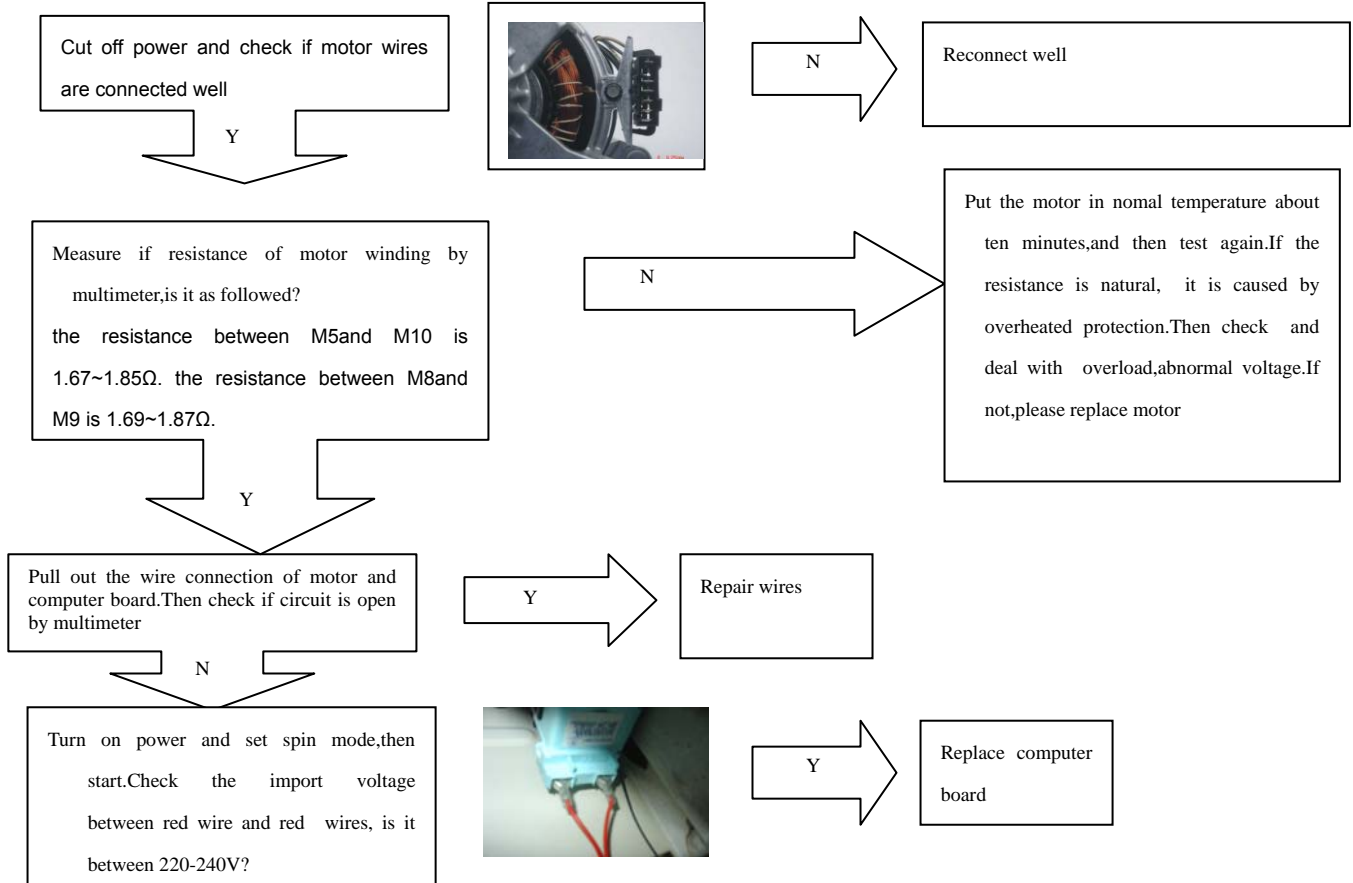 Cut off power and check if motor wires
are connected well
N
Reconnect well
Y
Measure if resistance of motor winding by
multimeter,is it as followed?
the resistance between M5and M10 is
1.67~1.85Ω. the resistance between M8and
M9 is 1.69~1.87Ω.
N
Put the motor in nomal temperature about
ten minutes,and then test again.If the
resistance is natural, it is caused by
overheated protection.Then check and
deal with overload,abnormal voltage.If
not,please replace motor
Y
Pull out the wire connection of motor and
computer board.Then check if circuit is open
by multimeter
Y
Repair wires
N
Turn on power and set spin mode,then
start.Check the import voltage
between red wire and red wires, is it
between 220-240V?
Y
Replace computer
board